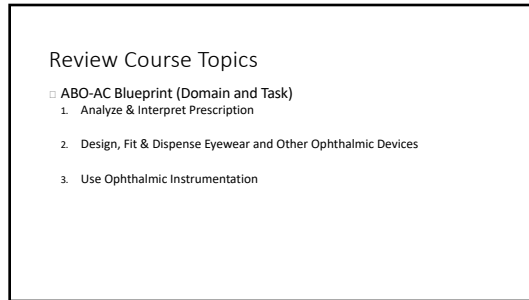 Review Course Topics
□ ABO-AC Blueprint (Domain and Task)
1. Analyze & Interpret Prescription
2. Design, Fit & Dispense Eyewear and Other Ophthalmic Devices
3. Use Ophthalmic Instrumentation